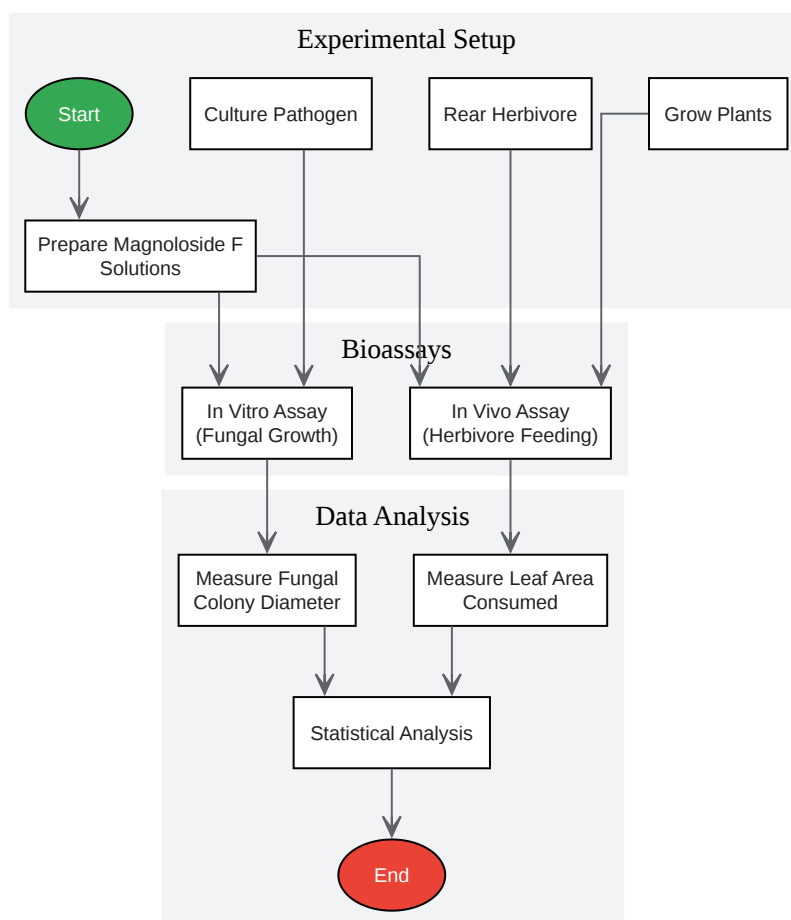 Experimental Setup
Start
Culture Pathogen
Rear Herbivore
Grow Plants
Prepare Magnoloside F
Solutions
Bioassays
In Vitro Assay
(Fungal Growth)
In Vivo Assay
(Herbivore Feeding)
Data Analysis
Measure Fungal
Colony Diameter
Measure Leaf Area
Consumed
Statistical Analysis
End